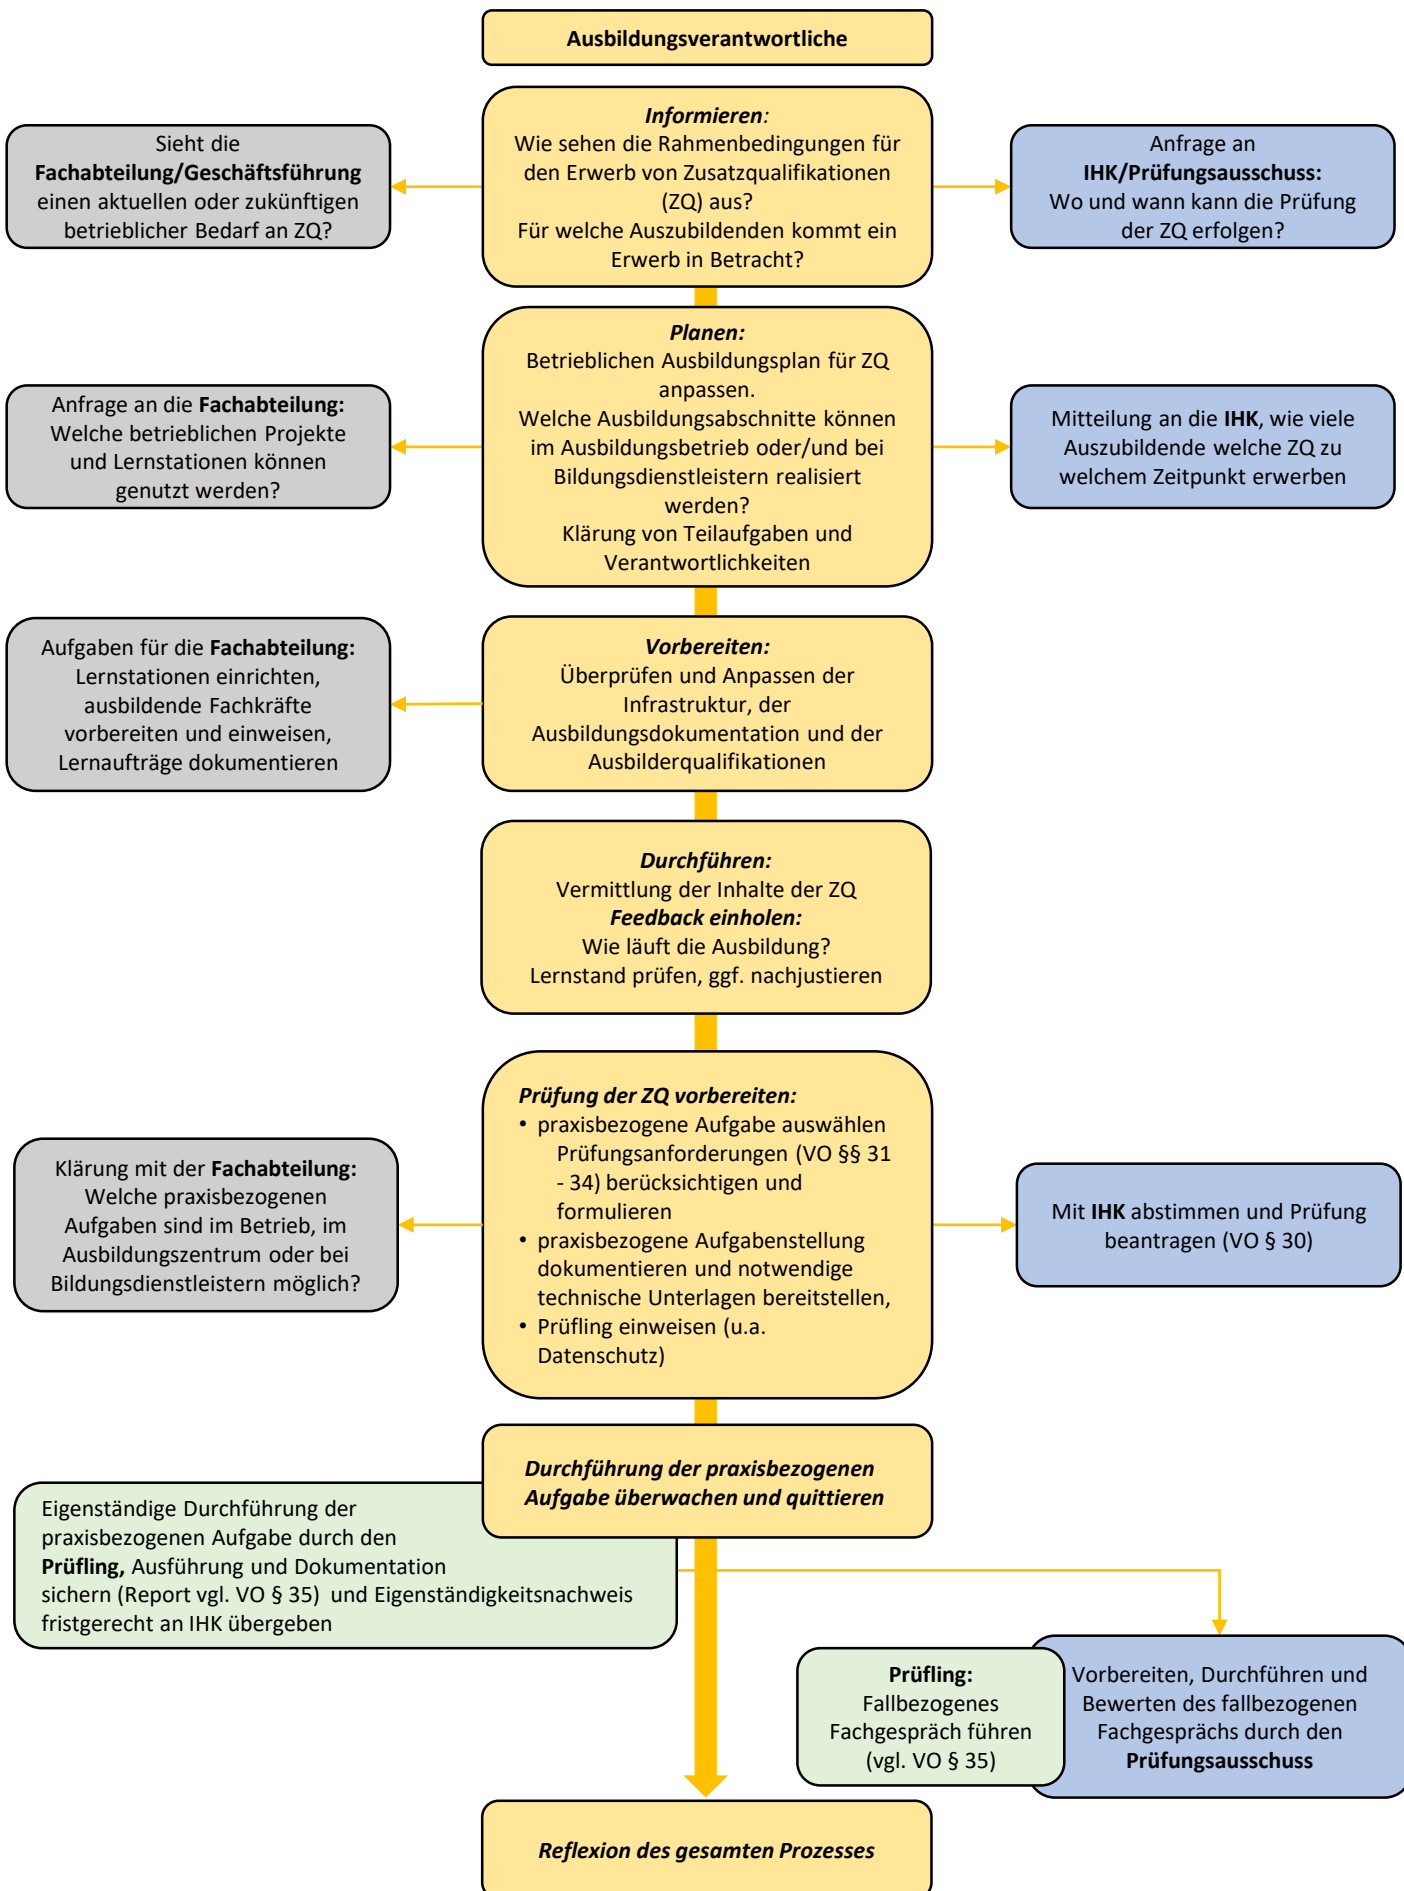 Ausbildungsverantwortliche
Informieren:
Wie sehen die Rahmenbedingungen für
den Erwerb von Zusatzqualifikationen
(ZQ) aus?
Für welche Auszubildenden kommt ein
Erwerb in Betracht?
Sieht die
Fachabteilung/Geschäftsführung
einen aktuellen oder zukünftigen
betrieblicher Bedarf an ZQ?
Anfrage an
IHK/Prüfungsausschuss:
Wo und wann kann die Prüfung
der ZQ erfolgen?
Planen:
Betrieblichen Ausbildungsplan für ZQ
anpassen.
Welche Ausbildungsabschnitte können
im Ausbildungsbetrieb oder/und bei
Bildungsdienstleistern realisiert
werden?
Klärung von Teilaufgaben und
Verantwortlichkeiten
Anfrage an die Fachabteilung:
Welche betrieblichen Projekte
und Lernstationen können
genutzt werden?
Mitteilung an die IHK, wie viele
Auszubildende welche ZQ zu
welchem Zeitpunkt erwerben
Vorbereiten:
Überprüfen und Anpassen der
Infrastruktur, der
Ausbildungsdokumentation und der
Ausbilderqualifikationen
Aufgaben für die Fachabteilung:
Lernstationen einrichten,
ausbildende Fachkräfte
vorbereiten und einweisen,
Lernaufträge dokumentieren
Durchführen:
Vermittlung der Inhalte der ZQ
Feedback einholen:
Wie läuft die Ausbildung?
Lernstand prüfen, ggf. nachjustieren
Prüfung der ZQ vorbereiten:
• praxisbezogene Aufgabe auswählen
Prüfungsanforderungen (VO §§ 31
- 34) berücksichtigen und
formulieren
• praxisbezogene Aufgabenstellung
dokumentieren und notwendige
technische Unterlagen bereitstellen,
• Prüfling einweisen (u.a.
Datenschutz)
Klärung mit der Fachabteilung:
Welche praxisbezogenen
Aufgaben sind im Betrieb, im
Ausbildungszentrum oder bei
Bildungsdienstleistern möglich?
Mit IHK abstimmen und Prüfung
beantragen (VO § 30)
Durchführung der praxisbezogenen
Aufgabe überwachen und quittieren
Eigenständige Durchführung der
praxisbezogenen Aufgabe durch den
Prüfling, Ausführung und Dokumentation
sichern (Report vgl. VO § 35) und Eigenständigkeitsnachweis
fristgerecht an IHK übergeben
Prüfling:
Fallbezogenes
Fachgespräch führen
(vgl. VO § 35)
Vorbereiten, Durchführen und
Bewerten des fallbezogenen
Fachgesprächs durch den
Prüfungsausschuss
Reflexion des gesamten Prozesses